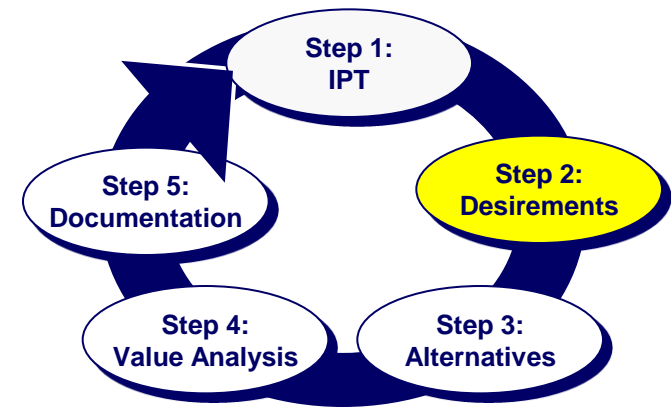 Step 1:
IPT
Step 2:
Desirements
Step 3:
Alternatives
Step 4:
Value Analysis
Step 5:
Documentation